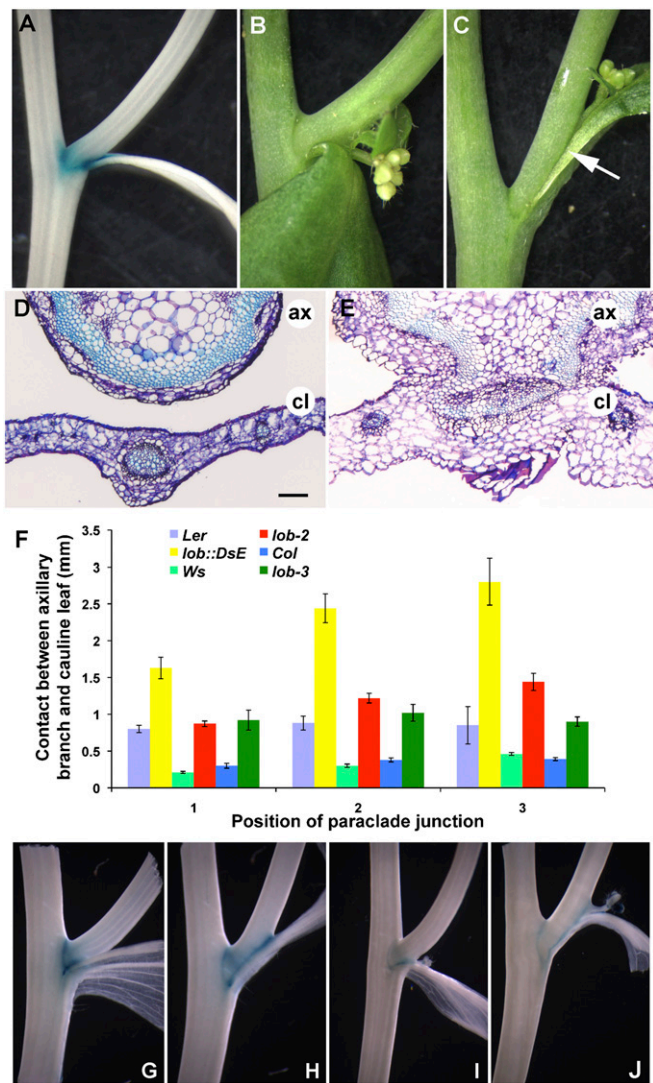 A
B
C
D
ax
cl
E
ax
cl
F
Contact between axillary
branch and cauline leaf (mm)
3.5
3
2.5
2
1.5
1
0.5
0
Ler
lob::DsE
Ws
lob-2
Col
lob-3
1
2
3
Position of paraclade junction
G
H
I
J